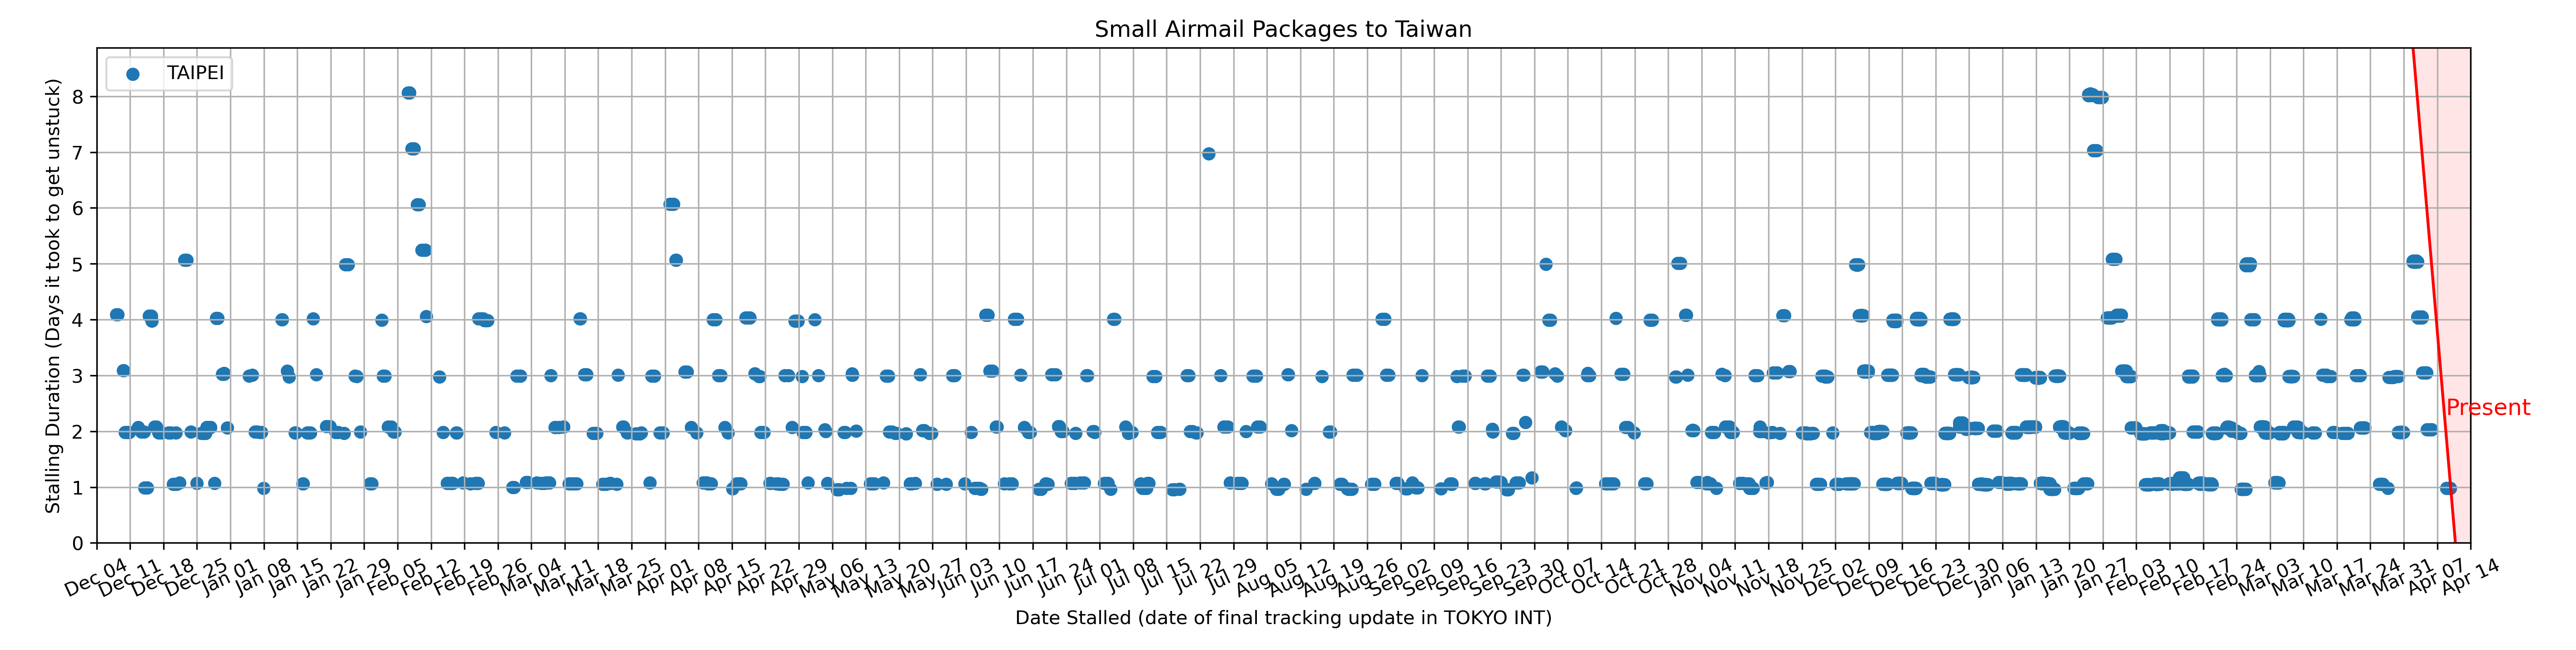 Small Airmail Packages to Taiwan
TAIPEI
Stalling Duration (Days it took to get unstuck)
8
7
6
5
4
3
2
1
0
Present
Dec 04 Dec 11 Dec 18 Dec 25 Jan 01 Jan 08 Jan 15 Jan 22 Jan 29 Feb 05 Feb 12 Feb 19 Feb 26 Mar 04 Mar 11 Mar 18 Mar 25 Apr 01 Apr 08 Apr 15 Apr 22 Apr 29 May 06 May 13 May 20 May 27 Jun 03 Jun 10 Jun 17 Jun 24 Jul 01 Jul 08 Jul 15 Jul 22 Jul 29 Aug 05 Aug 12 Aug 19 Aug 26 Sep 02 Sep 09 Sep 16 Sep 23 Sep 30 Oct 07 Oct 14 Oct 21 Oct 28 Nov 04 Nov 11 Nov 18 Nov 25 Dec 02 Dec 09 Dec 16 Dec 23 Dec 30 Jan 06 Jan 13 Jan 20 Jan 27 Feb 03 Feb 10 Feb 17 Feb 24 Mar 03 Mar 10 Mar 17 Mar 24 Mar 31 Apr 07 Apr 14
Date Stalled (date of final tracking update in TOKYO INT)